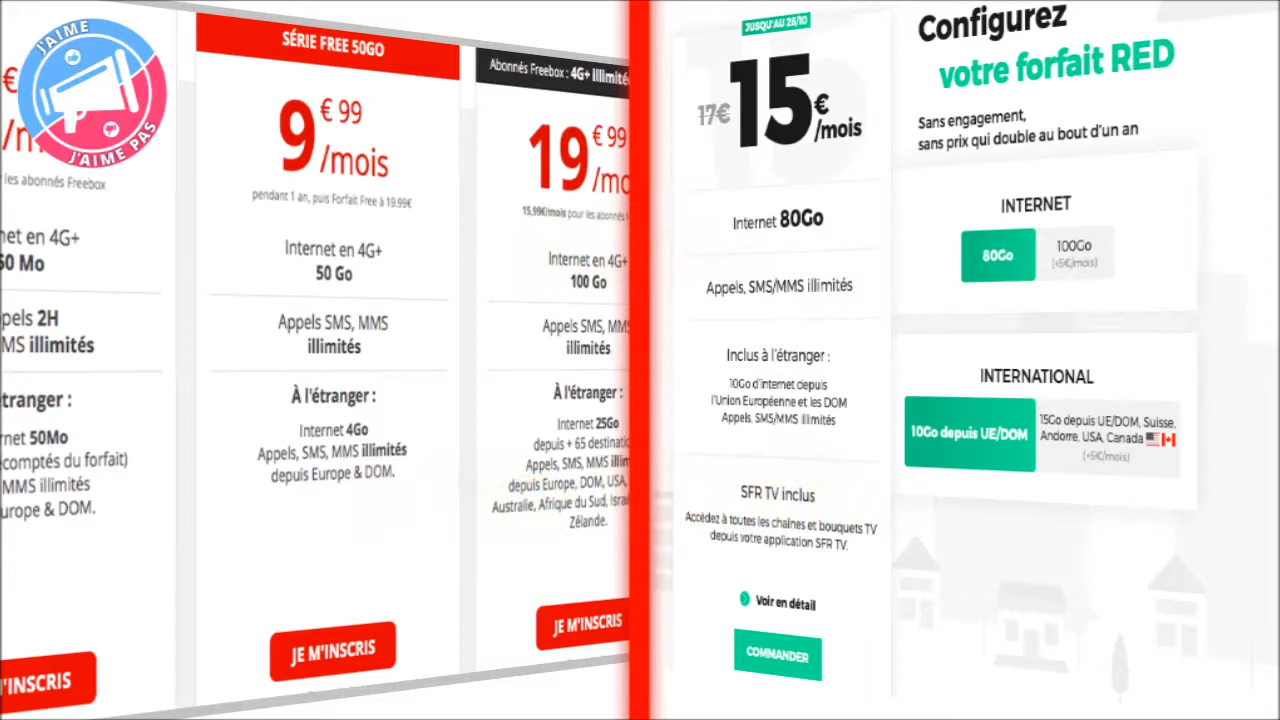 J'AIME
J'AIME PAS
€
/m
les abonnés Freebox
net en 4G+
50 Mo
pels 2H
MS illimités
étranger :
rnet 50Mo
écomptés du forfait)
MMS illimités
urope & DOM.
'INSCRIS
SÉRIE FREE 50GO
9€ 99
/mois
pendant 1 an, puis Forfait Free à 19.99€
Internet en 4G+
50 Go
Appels SMS, MMS
illimités
À l'étranger :
Internet 4Go
Appels, SMS, MMS illimités
depuis Europe & DOM.
JE M'INSCRIS
Abonnés Freebox : 4G+ illimité
19€ 99
/mo
15,99€/mois pour les abonnés
Internet en 4G+
100 Go
Appels SMS, MMS
illimités
À l'étranger :
Internet 25Go
depuis + 65 destinatio
Appels, SMS, MMS illim
depuis Europe, DOM, USA,
Australie, Afrique du Sud, Israë
Zélande.
JE M'INSCRIS
JUSQU'AU 26/10
17€ 15€
/mois
Internet 80Go
Appels, SMS/MMS illimités
Inclus à l'étranger :
10Go d'internet depuis
l'Union Européenne et les DOM
Appels, SMS/MMS illimités
SFR TV inclus
Accédez à toutes les chaînes et bouquets TV
depuis votre application SFR TV.
Voir en détail
COMMANDER
Configurez
votre forfait RED
Sans engagement,
sans prix qui double au bout d'un an
INTERNET
80Go
100Go
(+5€/mois)
INTERNATIONAL
10Go depuis UE/DOM
15Go depuis UE/DOM, Suisse,
Andorre, USA, Canada
(+5€/mois)